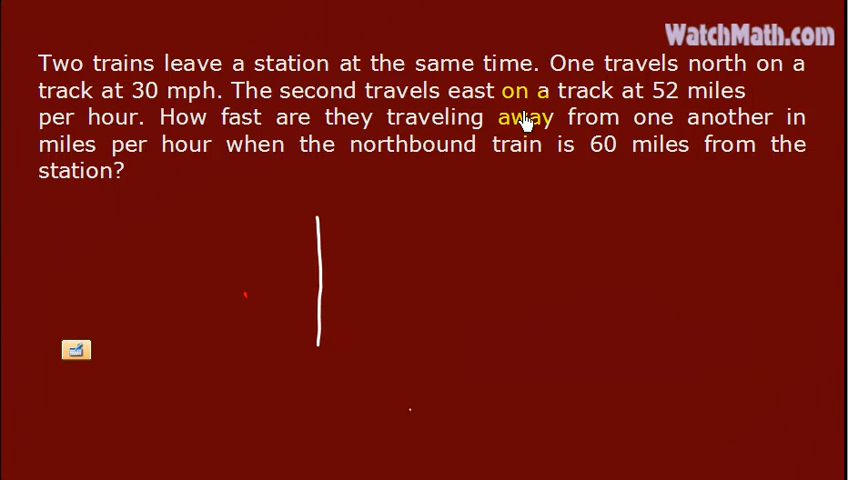 WatchMath.com
Two trains leave a station at the same time. One travels north on a
track at 30 mph. The second travels east on a track at 52 miles
per hour. How fast are they traveling away from one another in
miles per hour when the northbound train is 60 miles from the
station?